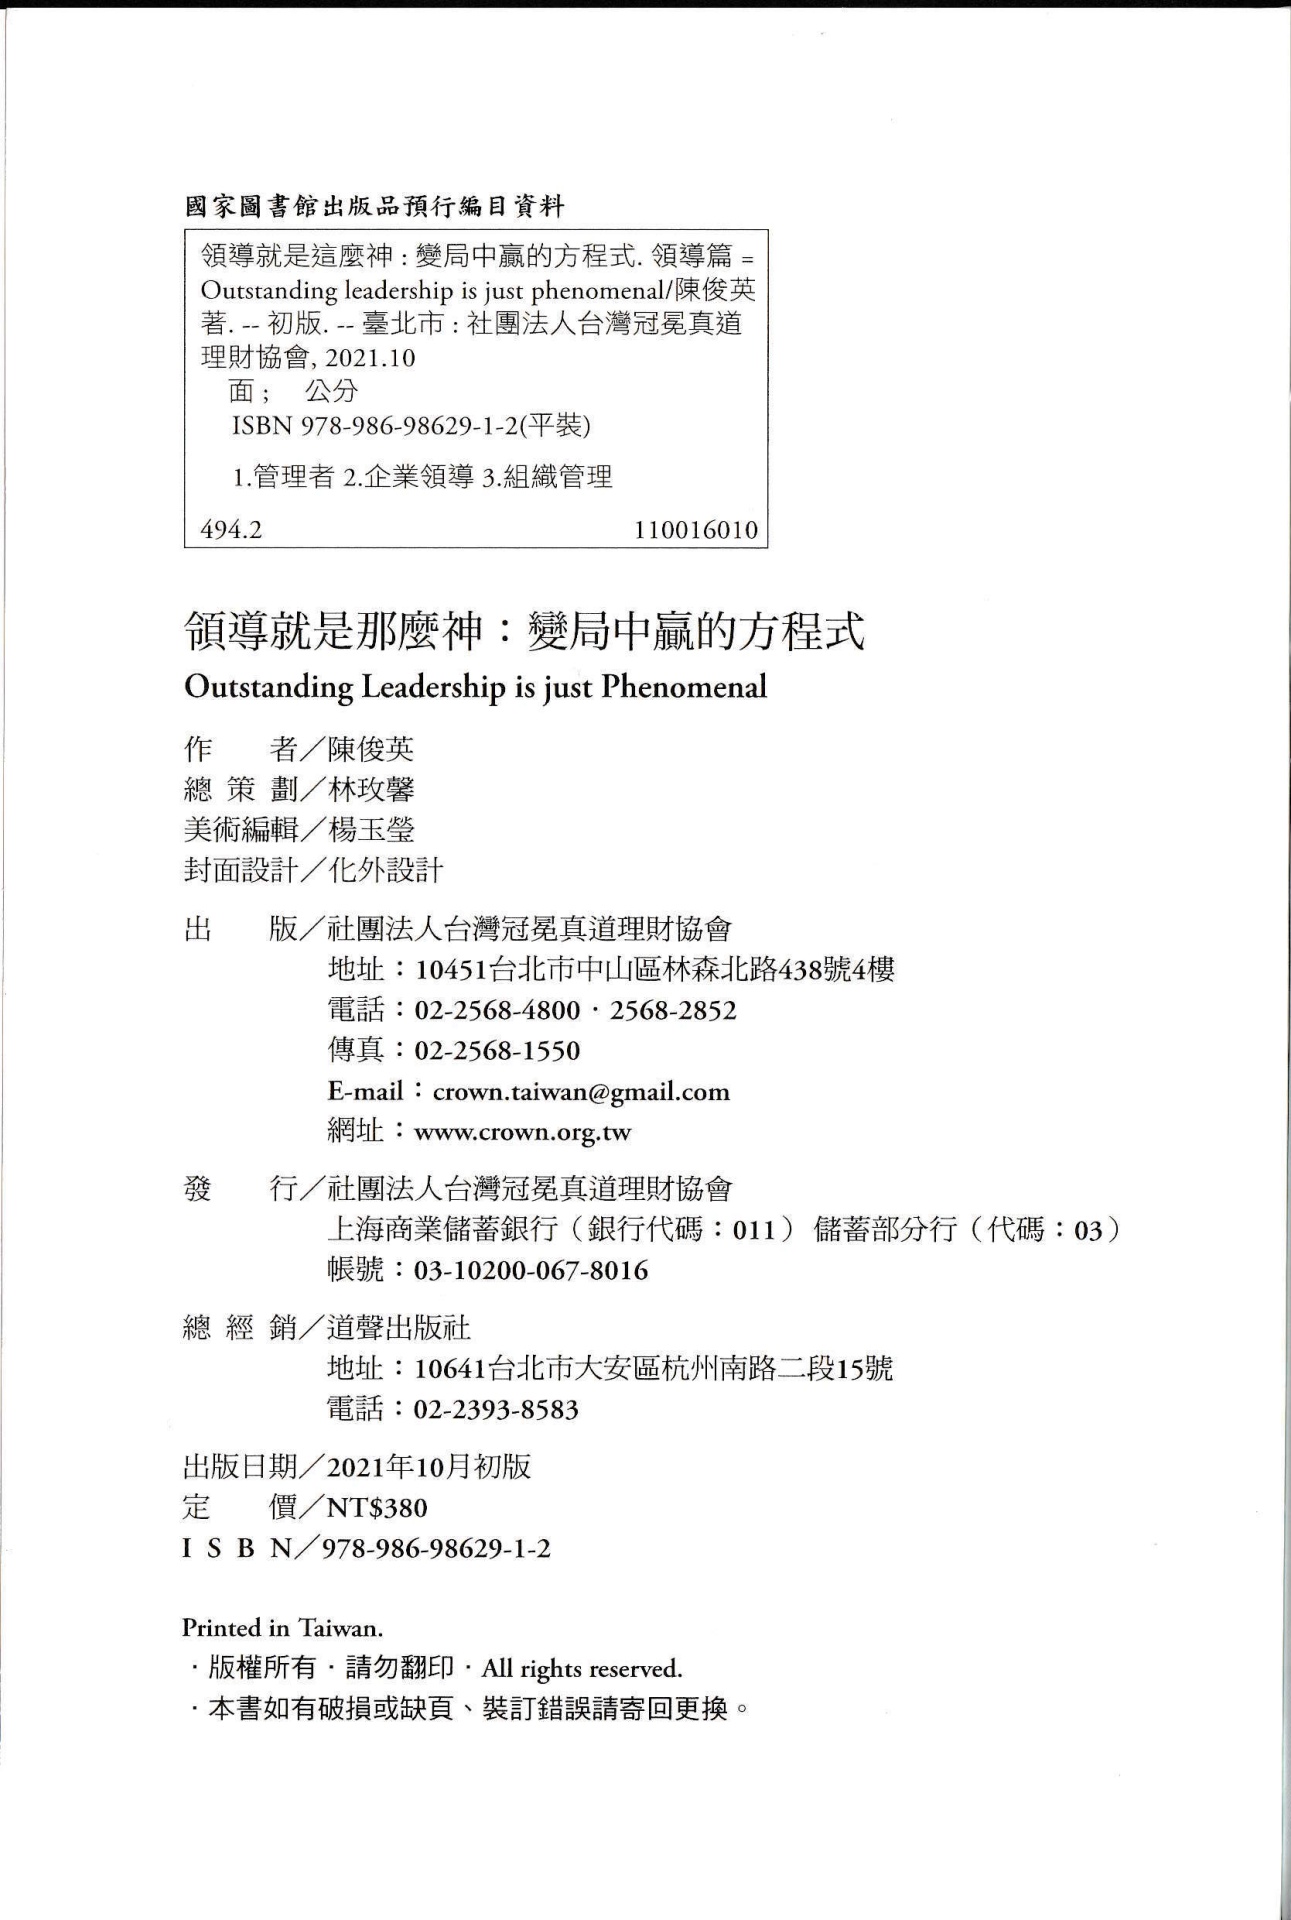 國家圖書館出版品預行編目資料
領導就是這麼神 : 變局中贏的方程式. 領導篇 =
Outstanding leadership is just phenomenal/陳俊英
著. -- 初版. -- 臺北市 : 社團法人台灣冠冕真道
理財協會, 2021.10
面 ;　公分
ISBN 978-986-98629-1-2(平裝)
1.管理者 2.企業領導 3.組織管理
494.2　110016010
領導就是那麼神：變局中贏的方程式
Outstanding Leadership is just Phenomenal
作　　者／陳俊英
總 策 劃／林玫馨
美術編輯／楊玉瑩
封面設計／化外設計
出　　版／社團法人台灣冠冕真道理財協會
地址：10451台北市中山區林森北路438號4樓
電話：02-2568-4800．2568-2852
傳真：02-2568-1550
E-mail：crown.taiwan@gmail.com
網址：www.crown.org.tw
發　　行／社團法人台灣冠冕真道理財協會
上海商業儲蓄銀行（銀行代碼：011） 儲蓄部分行（代碼：03）
帳號：03-10200-067-8016
總 經 銷／道聲出版社
地址：10641台北市大安區杭州南路二段15號
電話：02-2393-8583
出版日期／2021年10月初版
定　　價／NT$380
I S B N／978-986-98629-1-2
Printed in Taiwan.
．版權所有．請勿翻印．All rights reserved.
．本書如有破損或缺頁、裝訂錯誤請寄回更換。